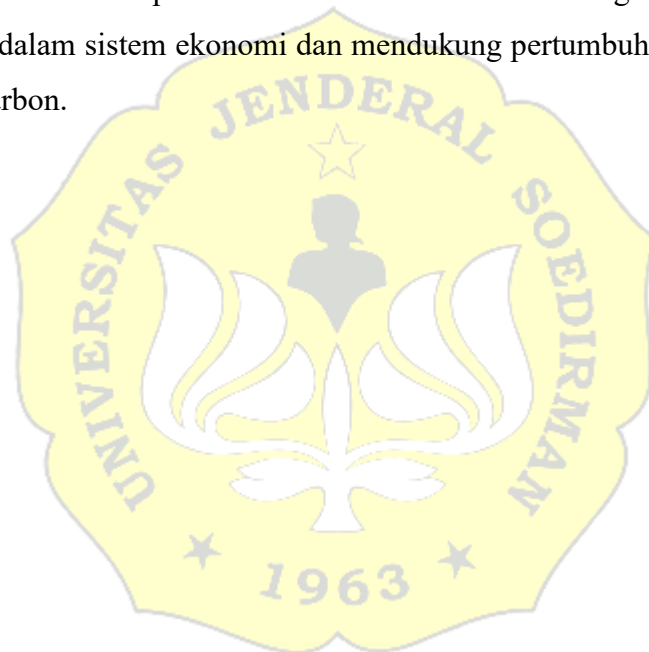 dalam sistem ekonomi dan mendukung pertumbuh
rbon.
UNIVERSITAS JENDERAL SOEDIRMAN
1963